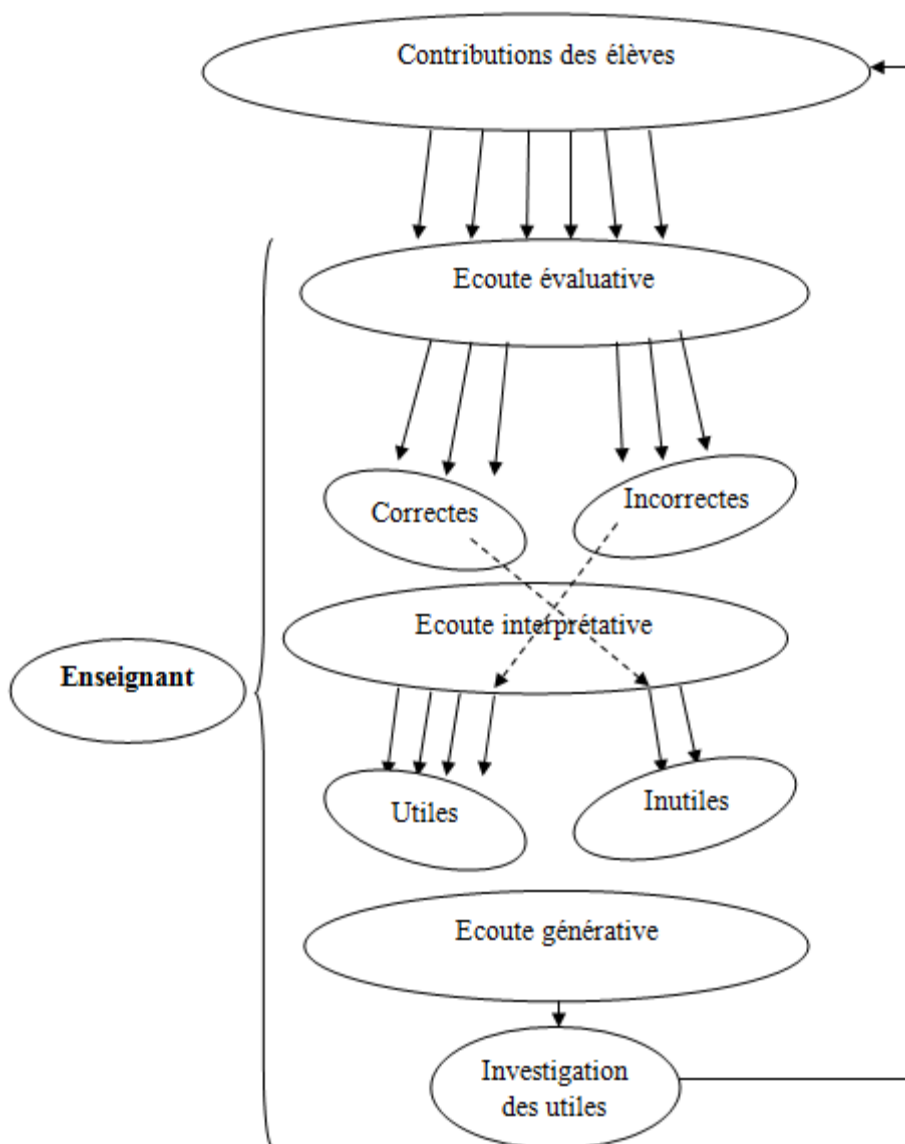 Contributions des élèves
Ecoute évaluative
Correctes
Incorrectes
Ecoute interprétative
Enseignant
Utiles
Inutiles
Ecoute générative
Investigation
des utiles